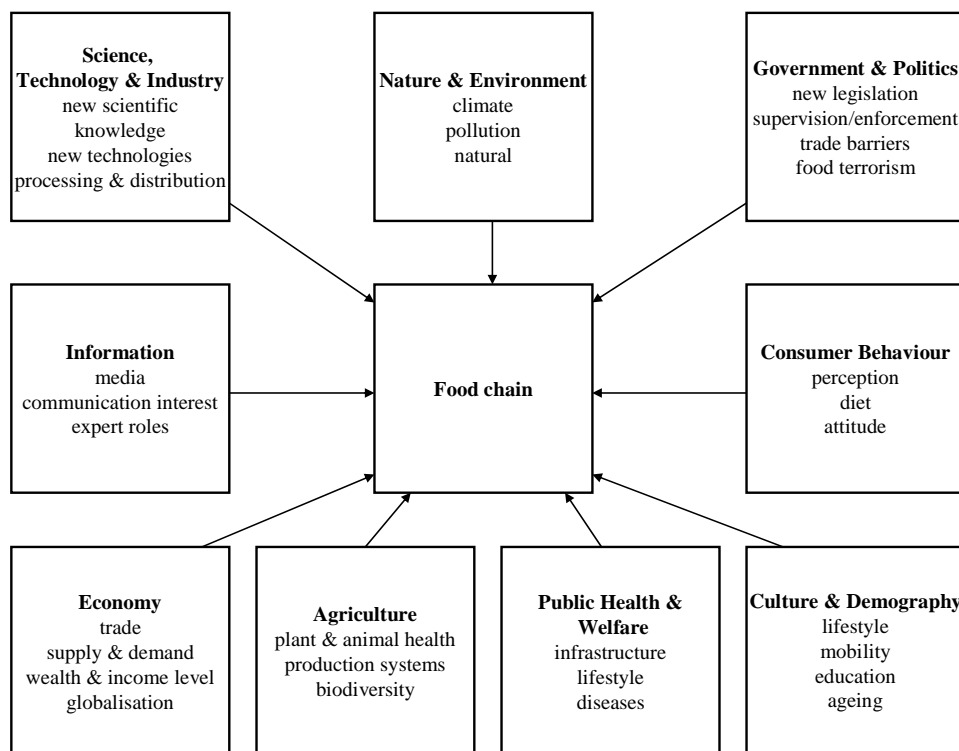 Science,
Technology & Industry
new scientific
knowledge
new technologies
processing & distribution
Nature & Environment
climate
pollution
natural
Government & Politics
new legislation
supervision/enforcement
trade barriers
food terrorism
Information
media
communication interest
expert roles
Food chain
Consumer Behaviour
perception
diet
attitude
Economy
trade
supply & demand
wealth & income level
globalisation
Agriculture
plant & animal health
production systems
biodiversity
Public Health &
Welfare
infrastructure
lifestyle
diseases
Culture & Demography
lifestyle
mobility
education
ageing